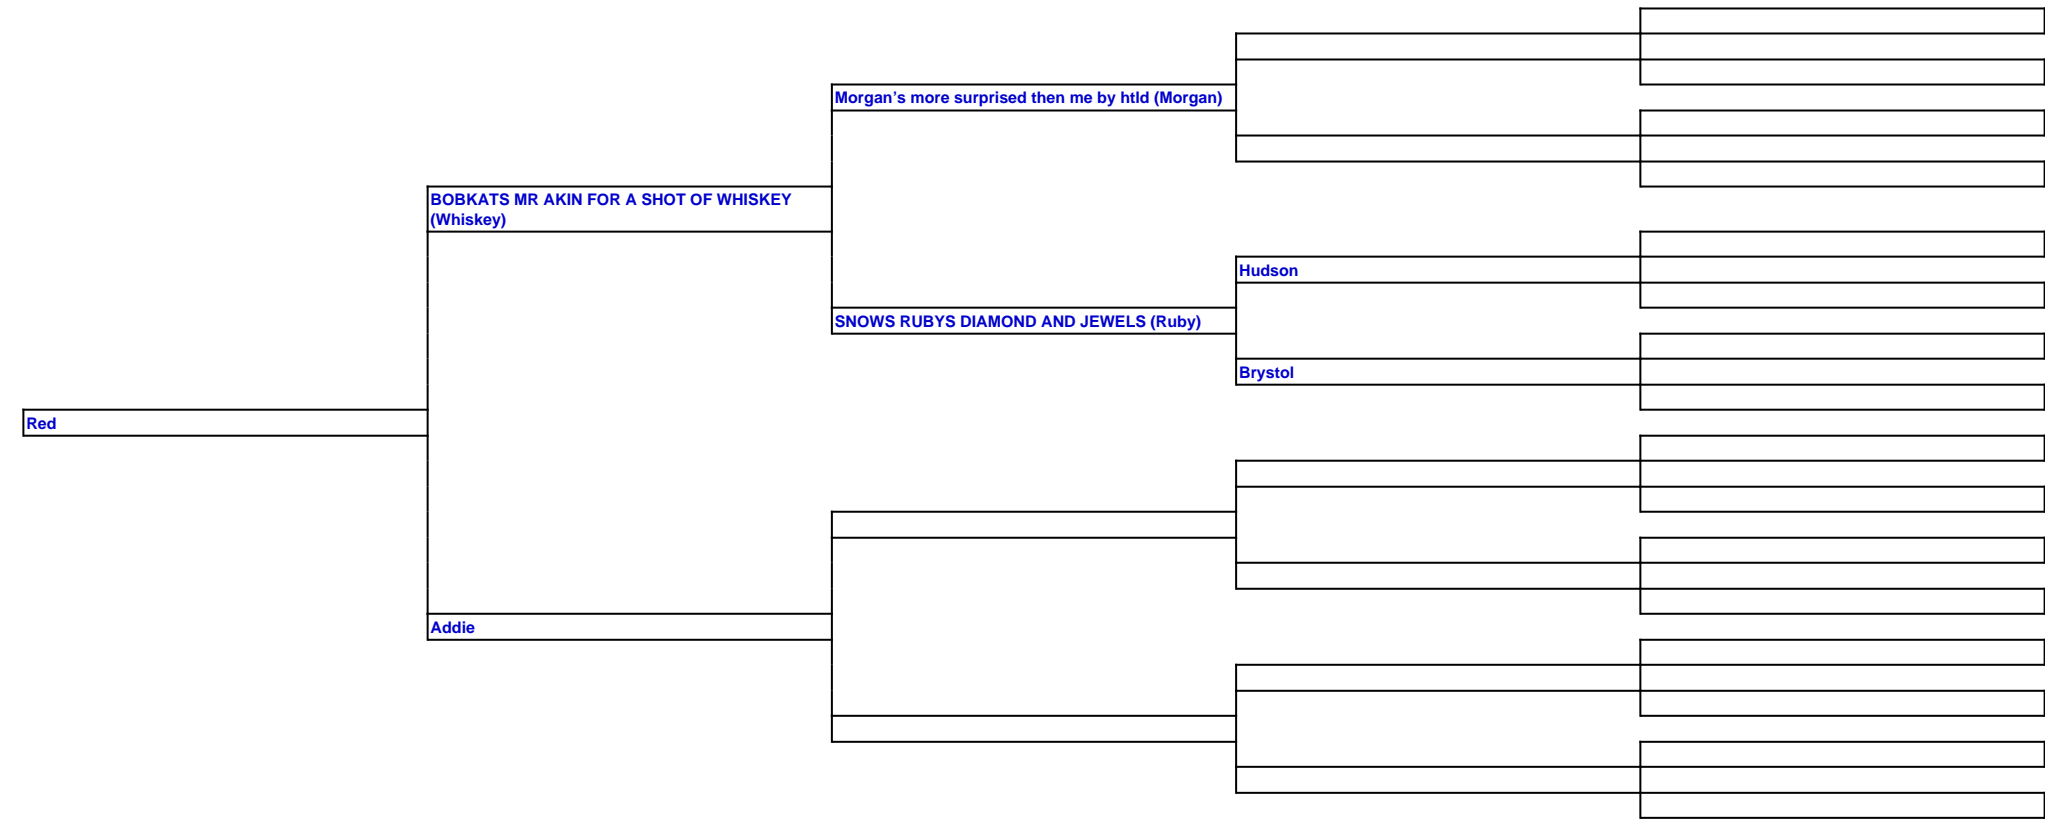 Morgan’s more surprised then me by htld (Morgan)
BOBKATS MR AKIN FOR A SHOT OF WHISKEY
(Whiskey)
Hudson
SNOWS RUBYS DIAMOND AND JEWELS (Ruby)
Brystol
Red
Addie